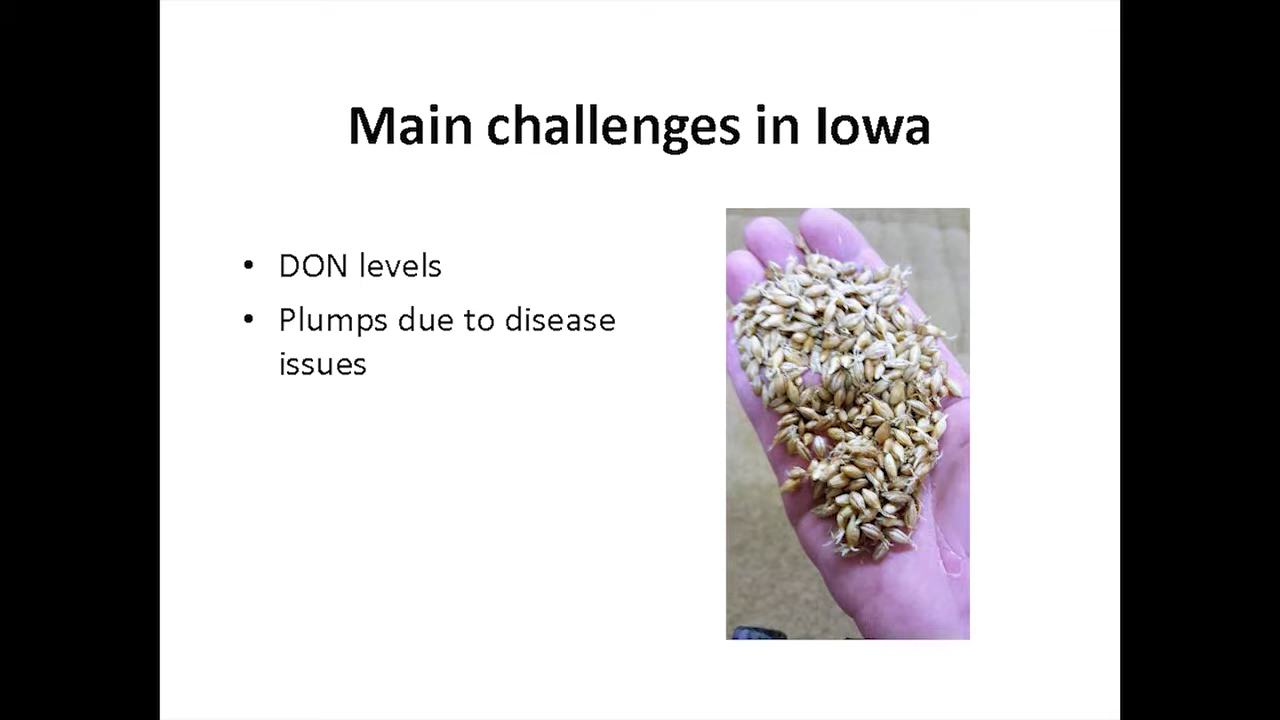 Main challenges in Iowa
• DON levels
• Plumps due to disease
issues